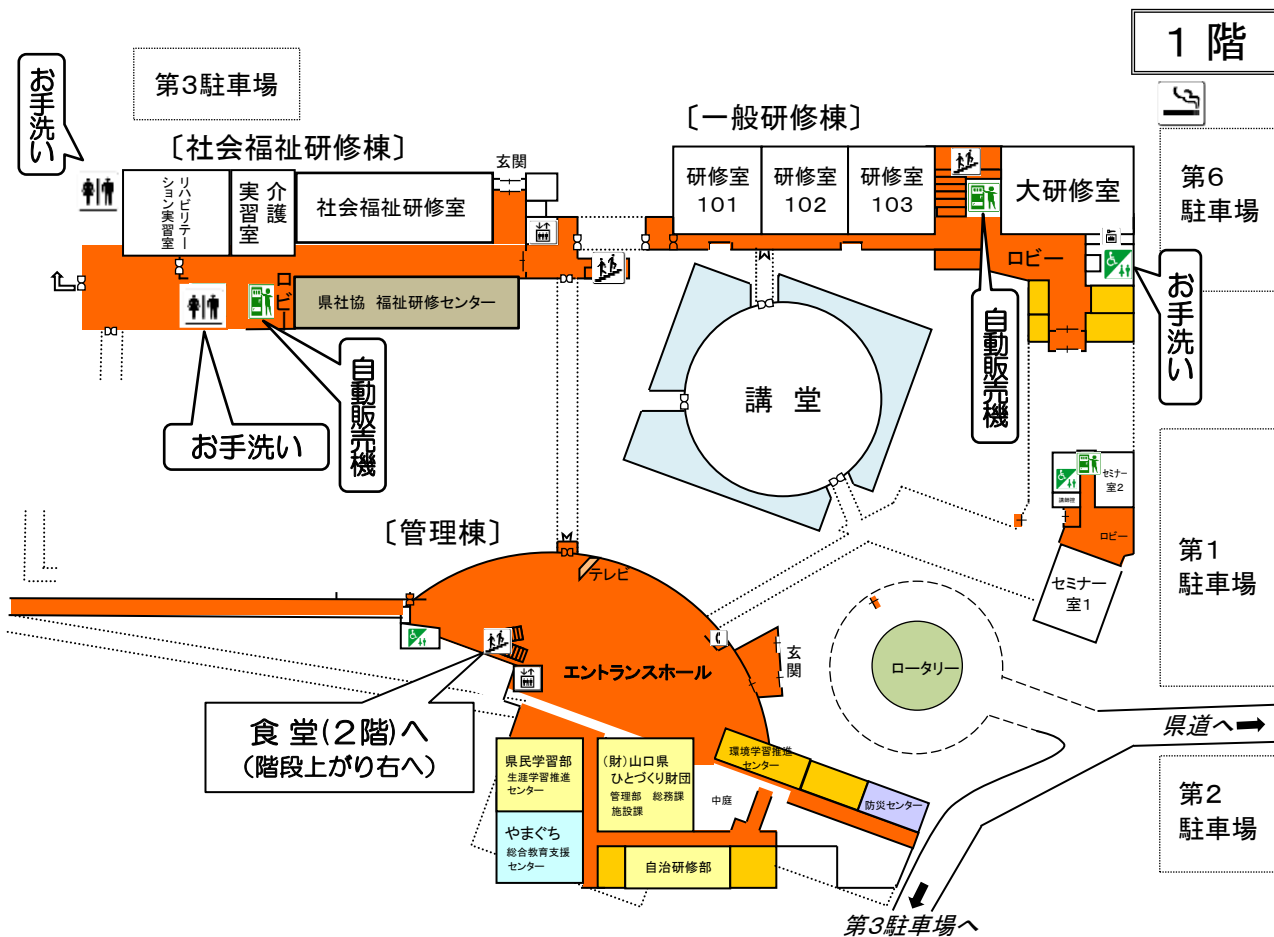 1階
お手洗い
第3駐車場
〔社会福祉研修棟〕
〔一般研修棟〕
玄関
リハビリテー
ション実習室
介護
実習室
社会福祉研修室
研修室
101
研修室
102
研修室
103
大研修室
第6
駐車場
ロビー
ロビー
県社協 福祉研修センター
お手洗い
自動販売機
自動販売機
お手洗い
講 堂
セミナー
室2
講師控
ロビー
セミナー
室1
第1
駐車場
〔管理棟〕
テレビ
エントランスホール
玄関
ロータリー
食 堂(2階)へ
(階段上がり右へ)
県道へ
県民学習部
生涯学習推進
センター
(財)山口県
ひとづくり財団
管理部 総務課
施設課
環境学習推進
センター
防災センター
中庭
第2
駐車場
やまぐち
総合教育支援
センター
自治研修部
第3駐車場へ